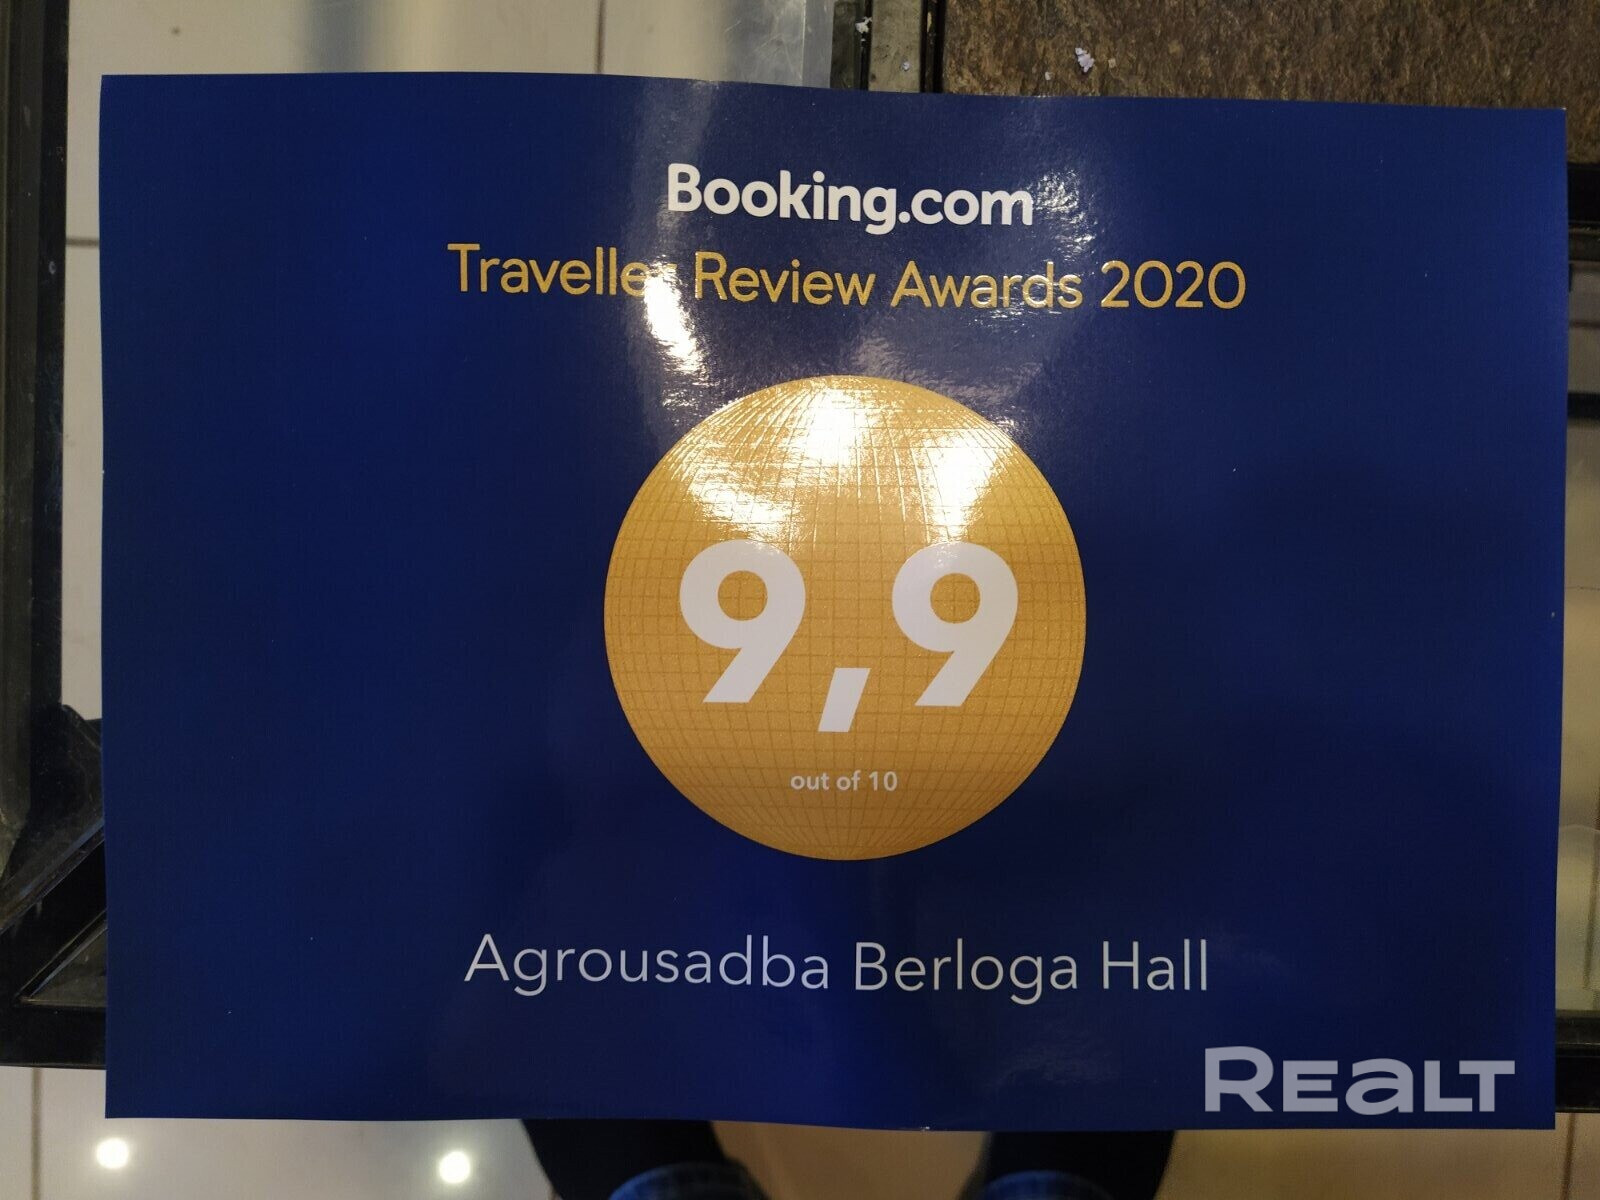 Booking.com
Traveller Review Awards 2020
9,9
out of 10
Agrousadba Berloga Hall
REALT